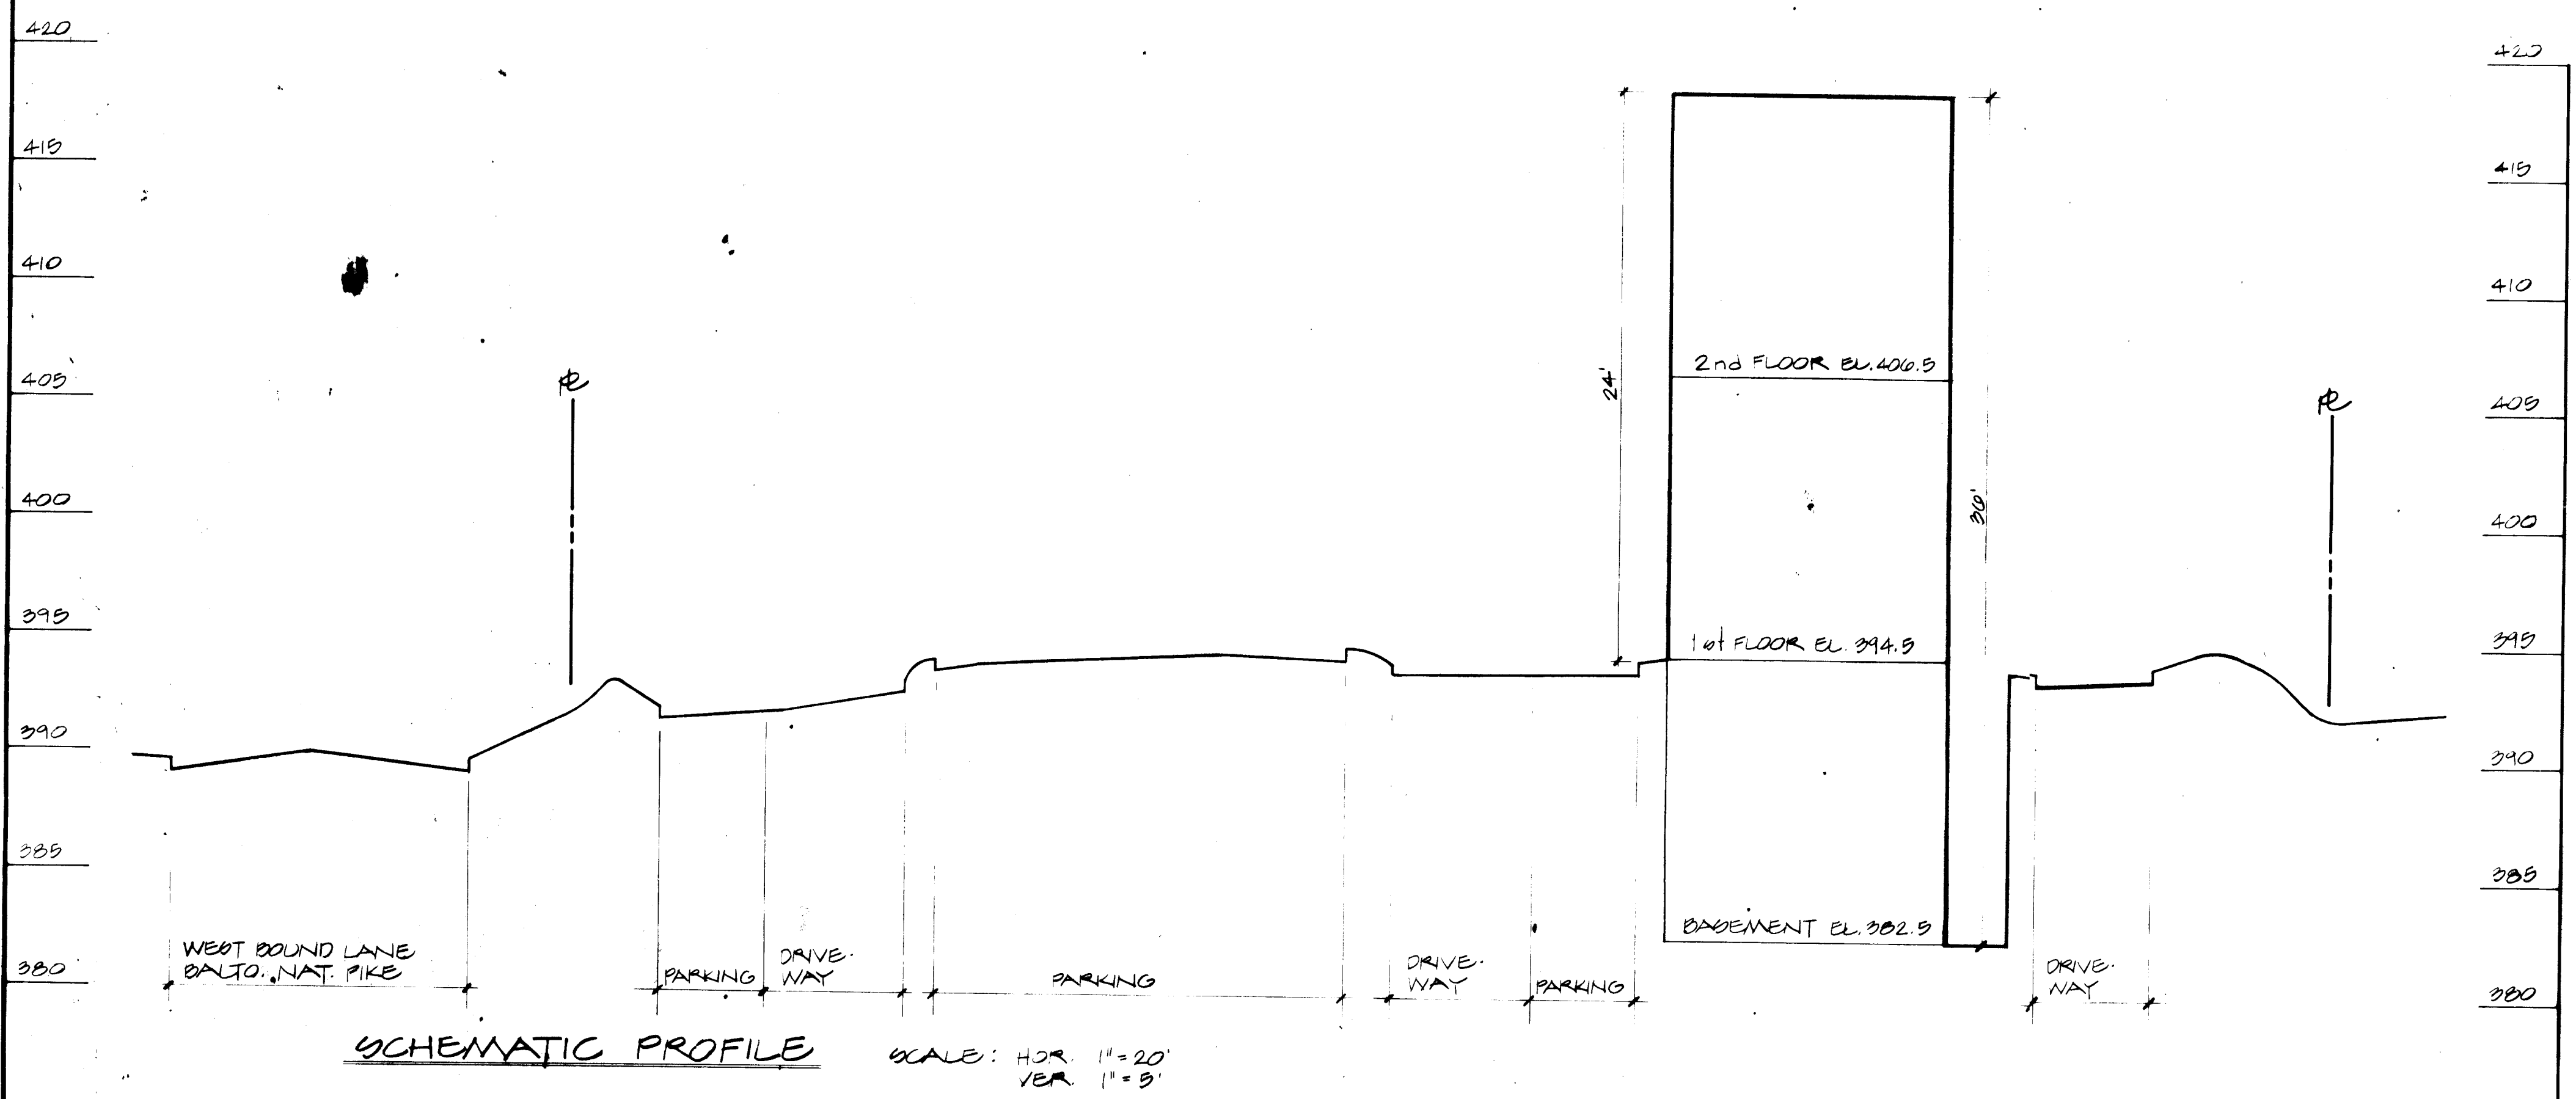 420
415
410
405
400
395
390
385
380
420
415
410
405
400
395
390
385
380
24'
36'
2nd FLOOR EL. 406.5
1st FLOOR EL. 394.5
BASEMENT EL. 382.5
WEST BOUND LANE
BALTO. NAT. PIKE
PARKING
DRIVE-
WAY
PARKING
DRIVE-
WAY
PARKING
DRIVE-
WAY
SCHEMATIC PROFILE
SCALE: HOR. 1"=20'
VER. 1"=5'